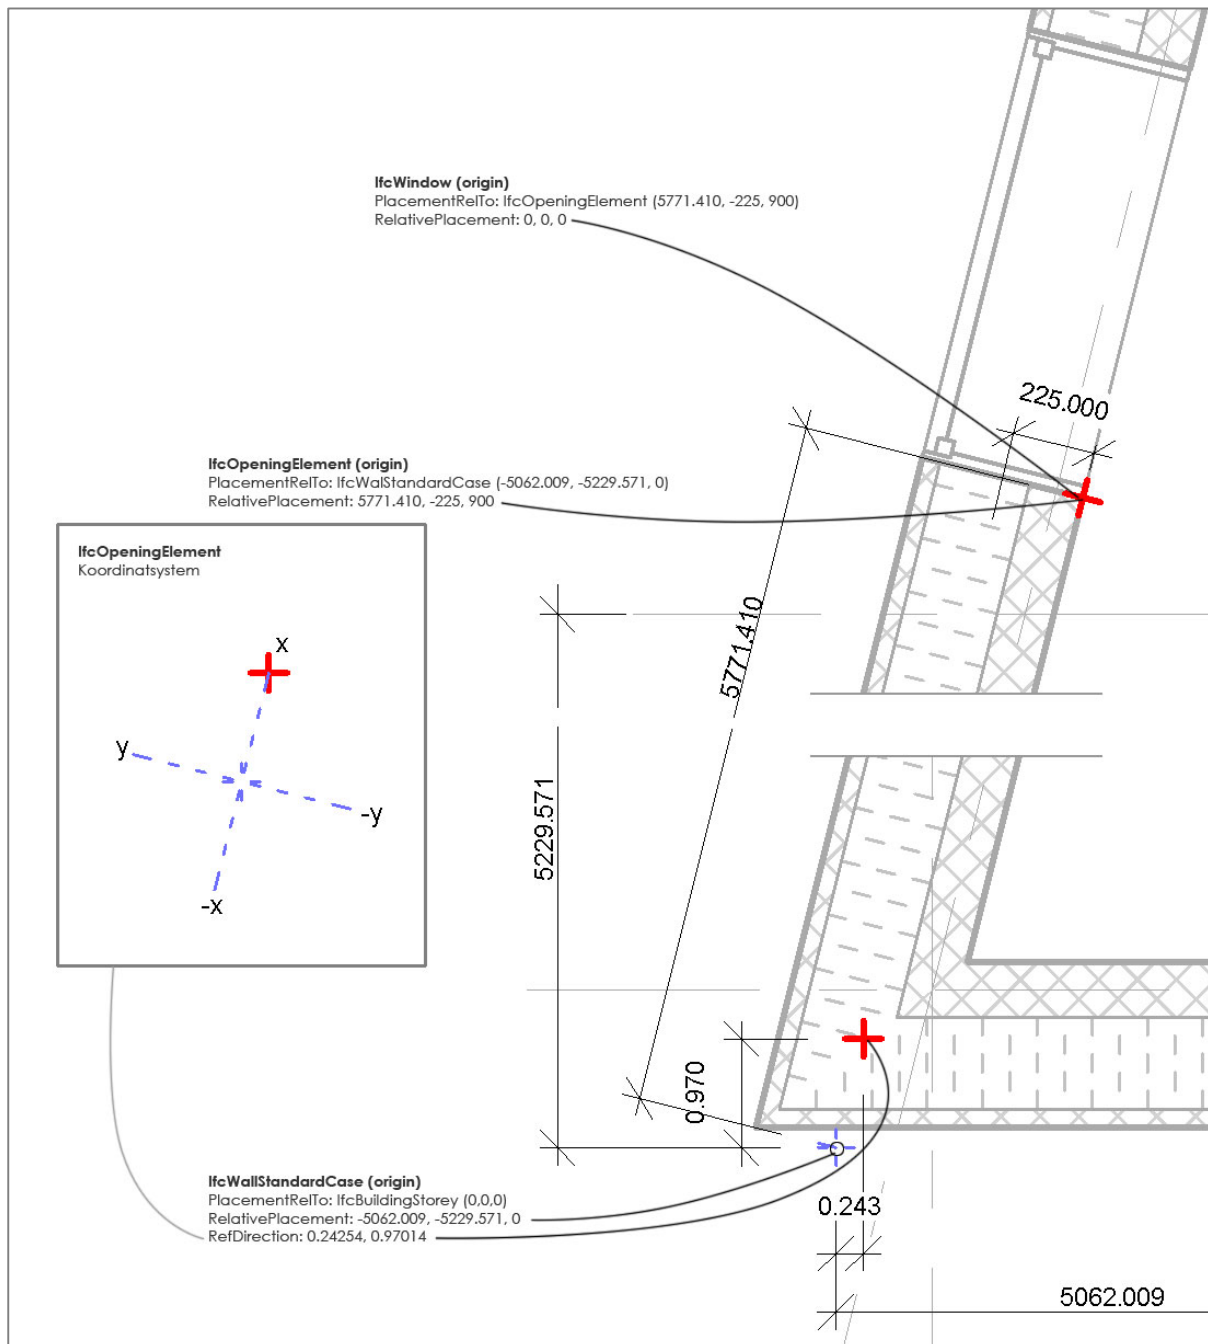 IfcWindow (origin)
PlacementRelTo: IfcOpeningElement (5771.410, -225, 900)
RelativePlacement: 0, 0, 0
225.000
IfcOpeningElement (origin)
PlacementRelTo: IfcWalStandardCase (-5062.009, -5229.571, 0)
RelativePlacement: 5771.410, -225, 900
IfcOpeningElement
Koordinatsystem
x
y
-y
-x
5771.410
5229.571
0.970
IfcWallStandardCase (origin)
PlacementRelTo: IfcBuildingStorey (0,0,0)
RelativePlacement: -5062.009, -5229.571, 0
RefDirection: 0.24254, 0.97014
0.243
5062.009